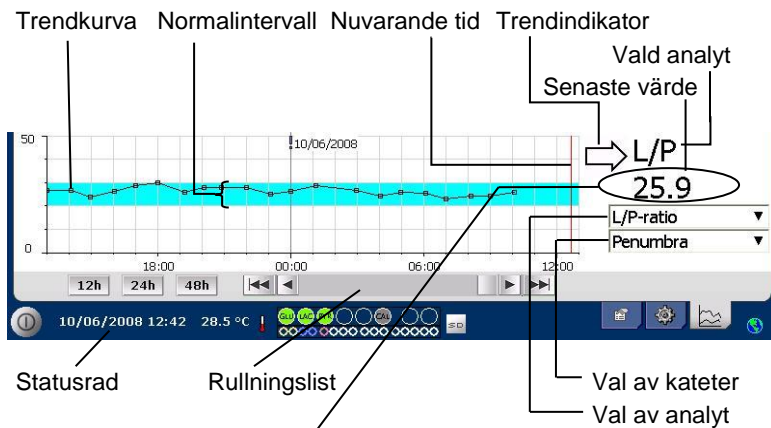 Trendkurva Normalintervall Nuvarande tid Trendindikator
Vald analyt
Senaste värde
50
10/06/2008
L/P
25.9
L/P-ratio
Penumbra
0
18:00 00:00 06:00 12:00
12h 24h 48h
10/06/2008 12:42 28.5 °C GLU LAC PYR CAL SD
Statusrad Rullningslist Val av kateter
Val av analyt